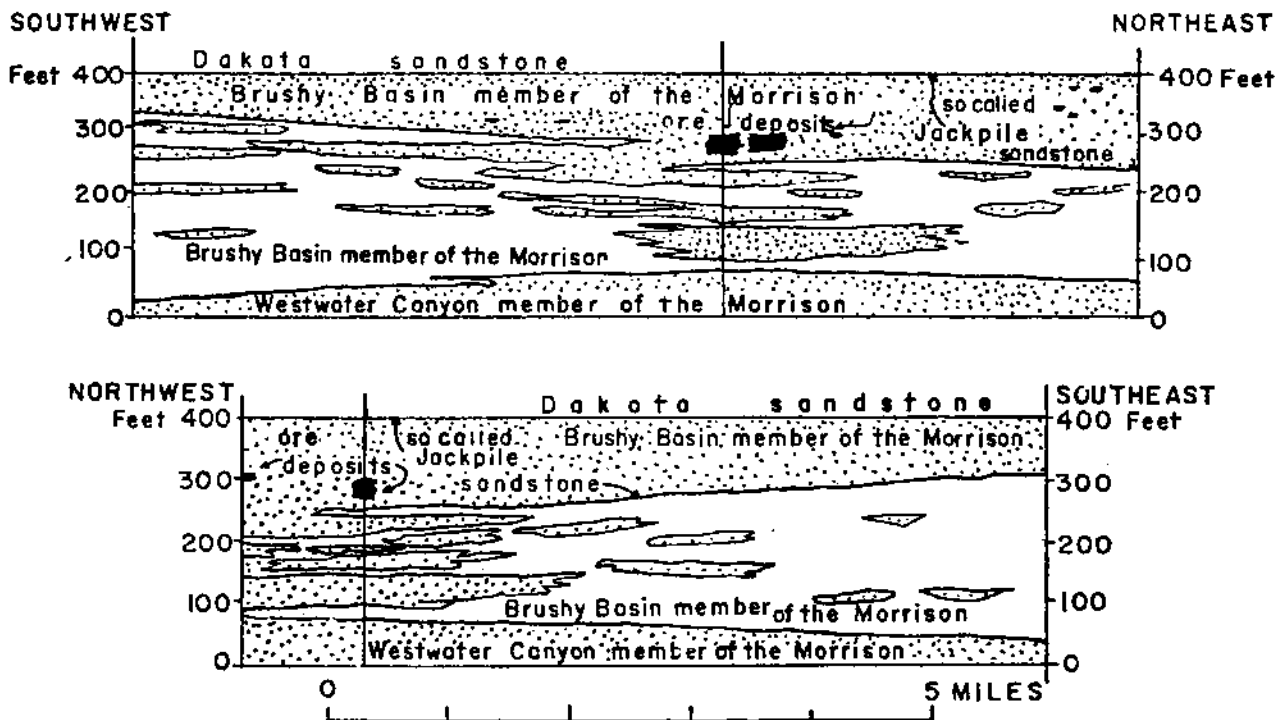 SOUTHWEST NORTHEAST
Dakota sandstone
Feet 400 400 Feet
Brushy Basin member of the Morrison
so called
ore deposits
Jackpile
300 300
sandstone
200 200
100 100
Brushy Basin member of the Morrison
Westwater Canyon member of the Morrison
0 0
NORTHWEST SOUTHEAST
Dakota sandstone
Feet Feet
400 400
ore so called Brushy Basin member of the Morrison
deposits Jackpile
300 300
sandstone
200 200
100 100
Brushy Basin member of the Morrison
Westwater Canyon member of the Morrison
0 0
0 5 MILES